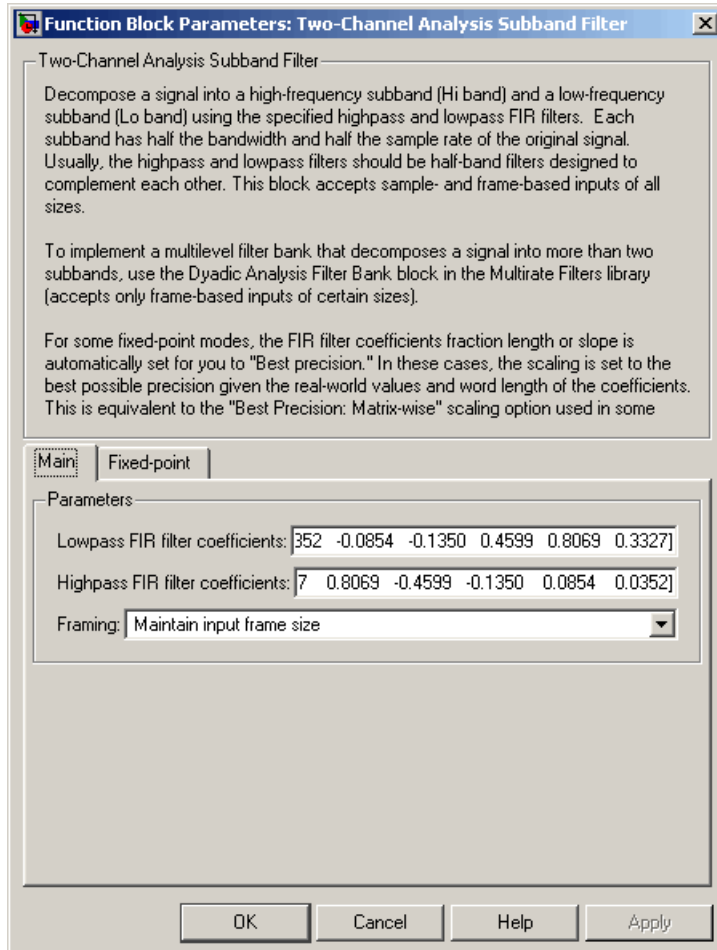 Function Block Parameters: Two-Channel Analysis Subband Filter
Two-Channel Analysis Subband Filter
Decompose a signal into a high-frequency subband (Hi band) and a low-frequency
subband (Lo band) using the specified highpass and lowpass FIR filters.  Each
subband has half the bandwidth and half the sample rate of the original signal.
Usually, the highpass and lowpass filters should be half-band filters designed to
complement each other. This block accepts sample- and frame-based inputs of all
sizes.
To implement a multilevel filter bank that decomposes a signal into more than two
subbands, use the Dyadic Analysis Filter Bank block in the Multirate Filters library
(accepts only frame-based inputs of certain sizes).
For some fixed-point modes, the FIR filter coefficients fraction length or slope is
automatically set for you to "Best precision." In these cases, the scaling is set to the
best possible precision given the real-world values and word length of the coefficients.
This is equivalent to the "Best Precision: Matrix-wise" scaling option used in some
Main Fixed-point
Parameters
Lowpass FIR filter coefficients: 352 -0.0854 -0.1350 0.4599 0.8069 0.3327]
Highpass FIR filter coefficients: 7 0.8069 -0.4599 -0.1350 0.0854 0.0352]
Framing: Maintain input frame size
OK Cancel Help Apply